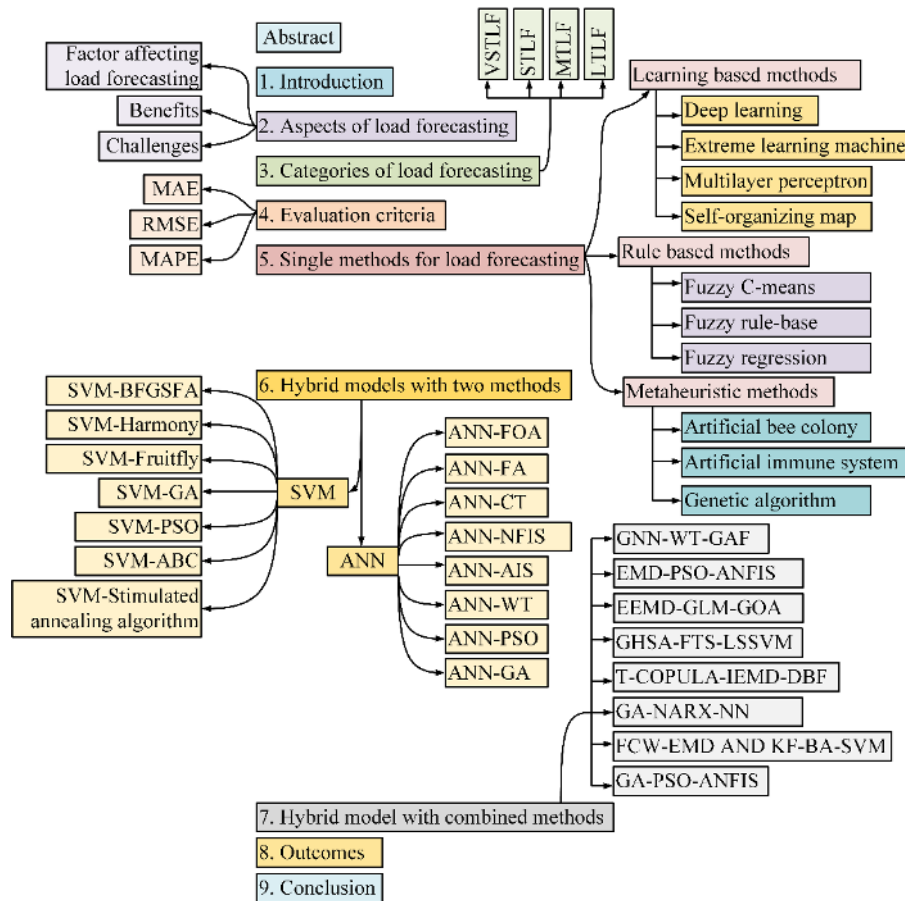 Abstract
1. Introduction
2. Aspects of load forecasting
Factor affecting
load forecasting
Benefits
Challenges
3. Categories of load forecasting
VSTLF
STLF
MTLF
LTLF
4. Evaluation criteria
MAE
RMSE
MAPE
5. Single methods for load forecasting
Learning based methods
Deep learning
Extreme learning machine
Multilayer perceptron
Self-organizing map
Rule based methods
Fuzzy C-means
Fuzzy rule-base
Fuzzy regression
Metaheuristic methods
Artificial bee colony
Artificial immune system
Genetic algorithm
6. Hybrid models with two methods
SVM
SVM-BFGSFA
SVM-Harmony
SVM-Fruitfly
SVM-GA
SVM-PSO
SVM-ABC
SVM-Stimulated
annealing algorithm
ANN
ANN-FOA
ANN-FA
ANN-CT
ANN-NFIS
ANN-AIS
ANN-WT
ANN-PSO
ANN-GA
7. Hybrid model with combined methods
GNN-WT-GAF
EMD-PSO-ANFIS
EEMD-GLM-GOA
GHSA-FTS-LSSVM
T-COPULA-IEMD-DBF
GA-NARX-NN
FCW-EMD AND KF-BA-SVM
GA-PSO-ANFIS
8. Outcomes
9. Conclusion